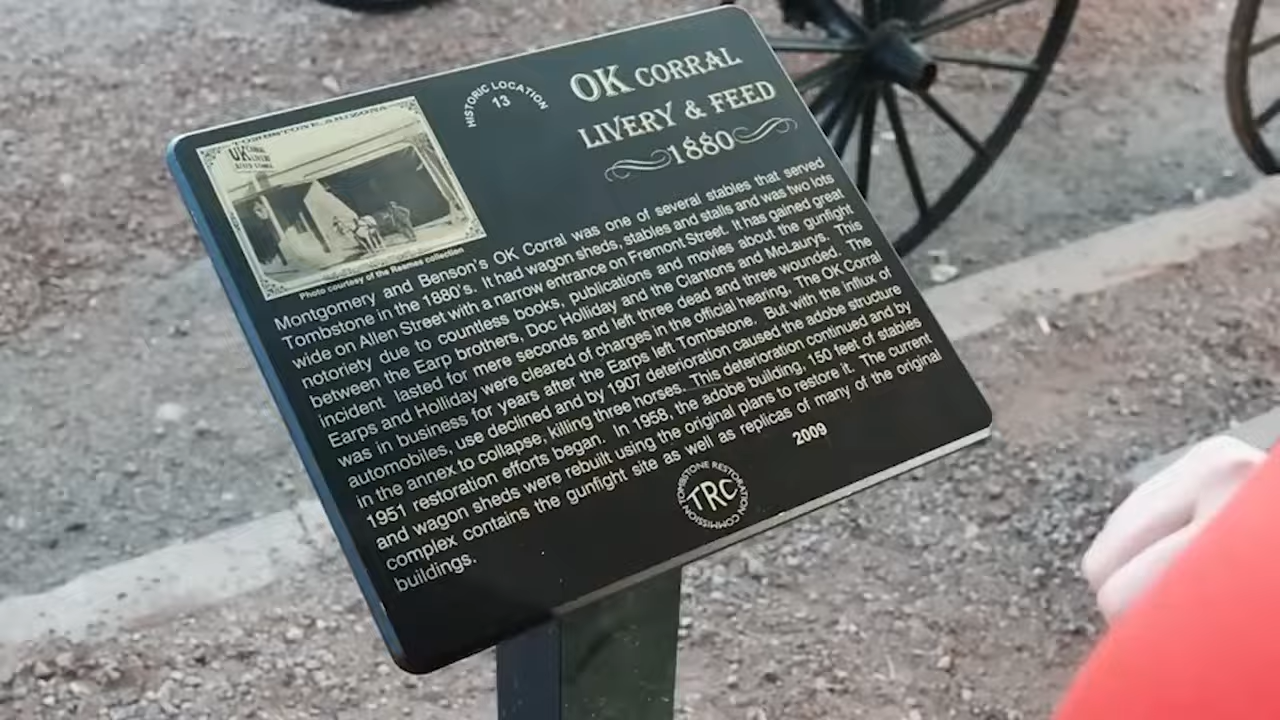 TOMBSTONE, ARIZONA
OK CORRAL
LIVERY
Photo courtesy of the Reames collection
HISTORIC LOCATION
13
OK CORRAL
LIVERY & FEED
1880
Montgomery and Benson's OK Corral was one of several stables that served
Tombstone in the 1880's. It had wagon sheds, stables and stalls and was two lots
wide on Allen Street with a narrow entrance on Fremont Street. It has gained great
notoriety due to countless books, publications and movies about the gunfight
between the Earp brothers, Doc Holliday and the Clantons and McLaurys. This
incident lasted for mere seconds and left three dead and three wounded. The
Earps and Holliday were cleared of charges in the official hearing. The OK Corral
was in business for years after the Earps left Tombstone. But with the influx of
automobiles, use declined and by 1907 deterioration caused the adobe structure
in the annex to collapse, killing three horses. This deterioration continued and by
1951 restoration efforts began. In 1958, the adobe building, 150 feet of stables
and wagon sheds were rebuilt using the original plans to restore it. The current
complex contains the gunfight site as well as replicas of many of the original
buildings.
2009
TOMBSTONE RESTORATION
TRC
COMMISSION